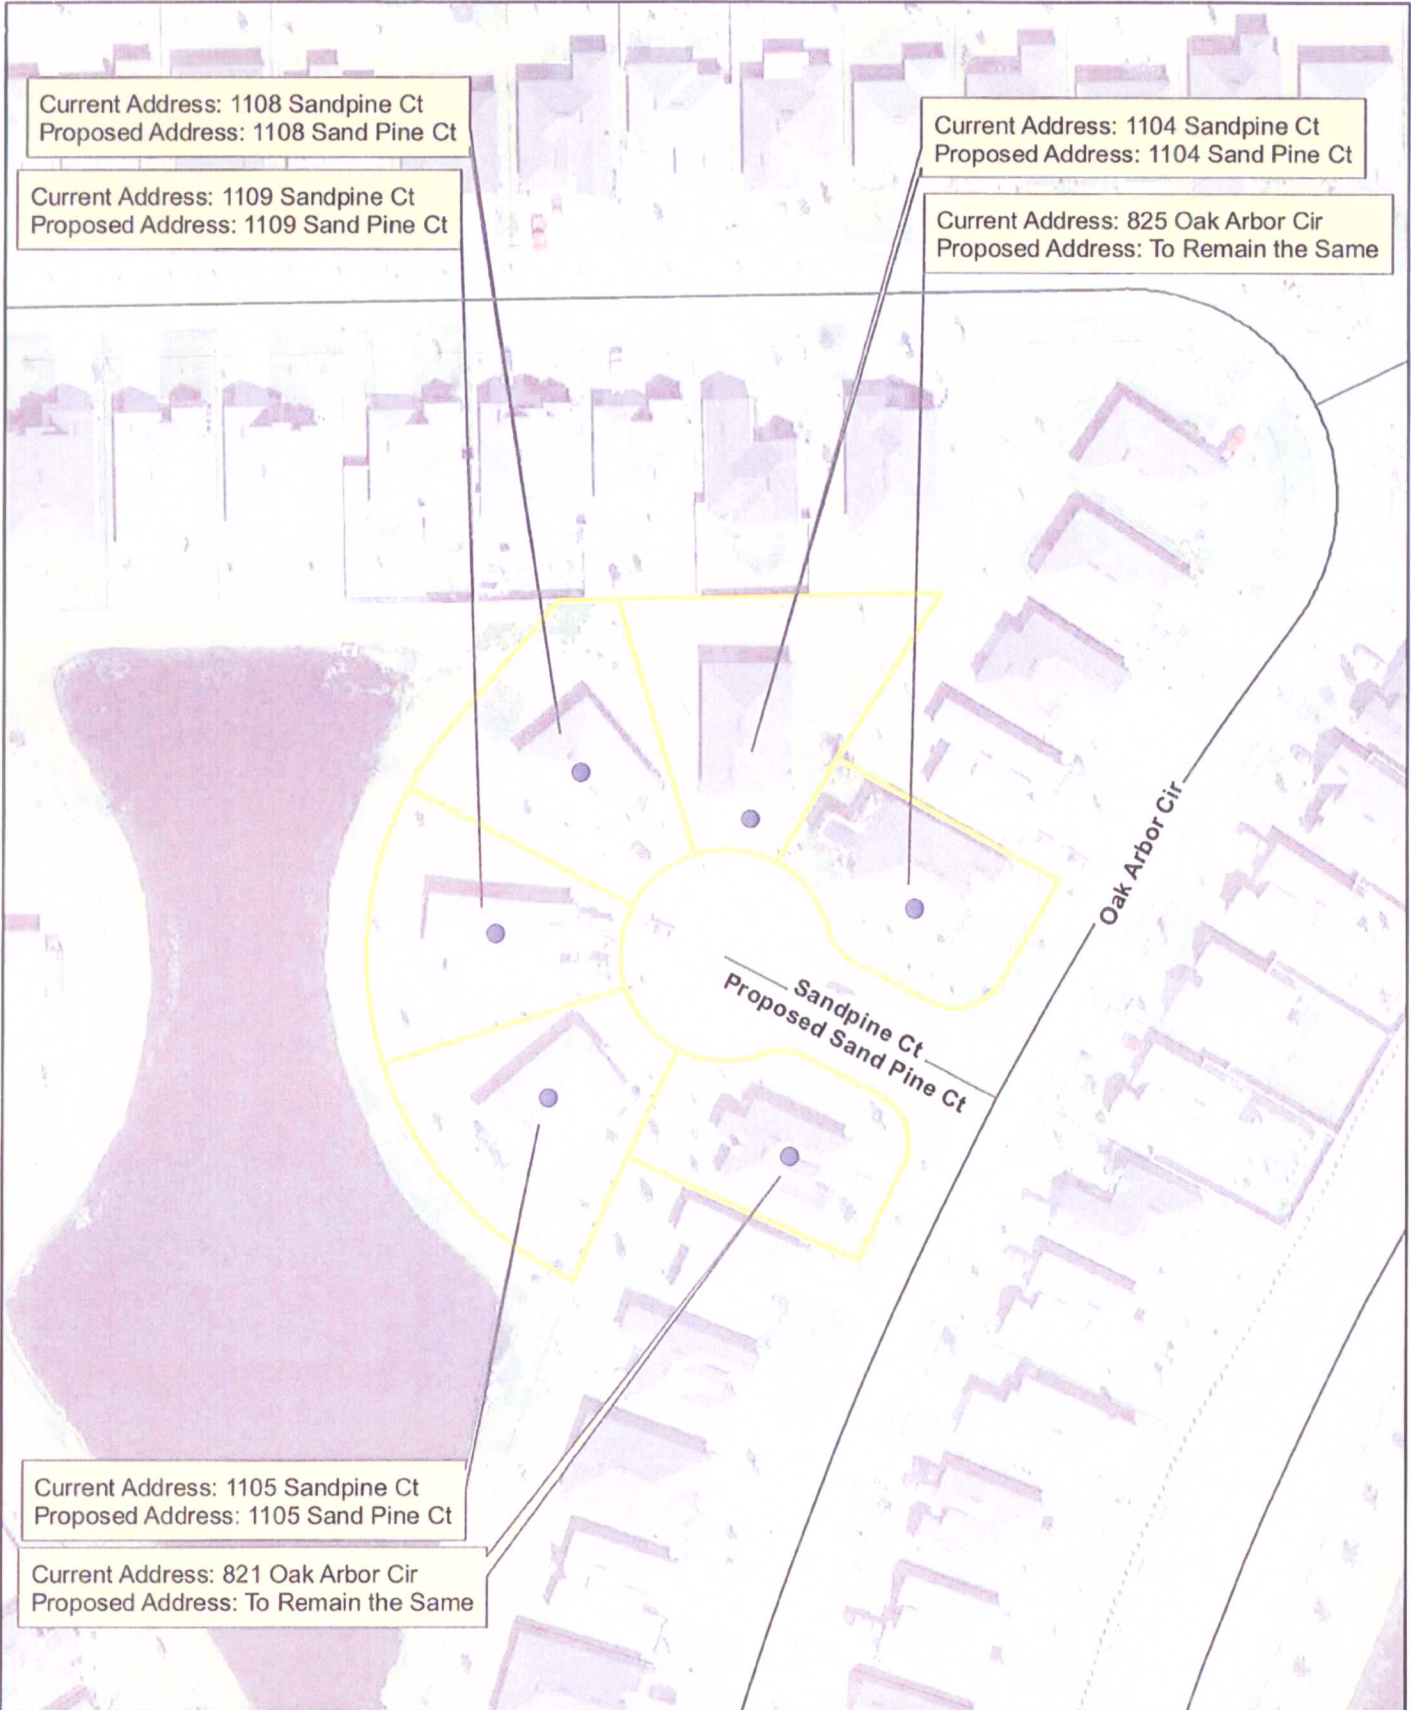 Current Address: 1108 Sandpine Ct
Proposed Address: 1108 Sand Pine Ct
Current Address: 1109 Sandpine Ct
Proposed Address: 1109 Sand Pine Ct
Current Address: 1104 Sandpine Ct
Proposed Address: 1104 Sand Pine Ct
Current Address: 825 Oak Arbor Cir
Proposed Address: To Remain the Same
Oak Arbor Cir
Sandpine Ct
Proposed Sand Pine Ct
Current Address: 1105 Sandpine Ct
Proposed Address: 1105 Sand Pine Ct
Current Address: 821 Oak Arbor Cir
Proposed Address: To Remain the Same